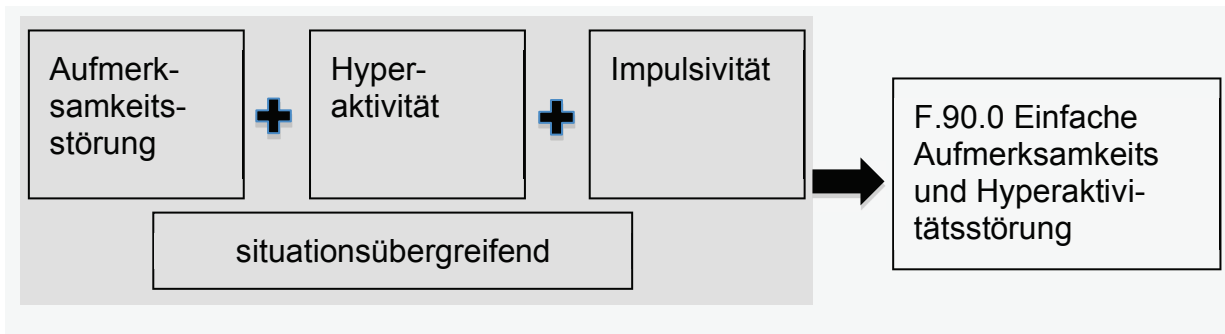 Aufmerk-
samkeits-
störung
Hyper-
aktivität
Impulsivität
situationsübergreifend
F.90.0 Einfache
Aufmerksamkeits
und Hyperaktivi-
tätsstörung